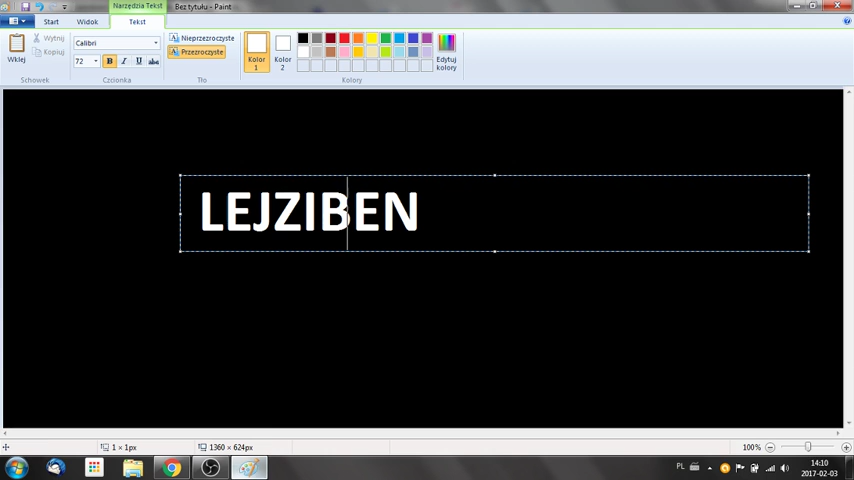 Narzędzia Tekst
Bez tytułu - Paint
Start
Widok
Tekst
Wklej
Wytnij
Kopiuj
Schowek
Calibri
72
B I U abc
Czcionka
Nieprzezroczyste
Przezroczyste
Tło
Kolor 1
Kolor 2
Edytuj kolory
Kolory
LEJZIBEN
1 × 1px
1360 × 624px
100%
PL
14:10
2017-02-03